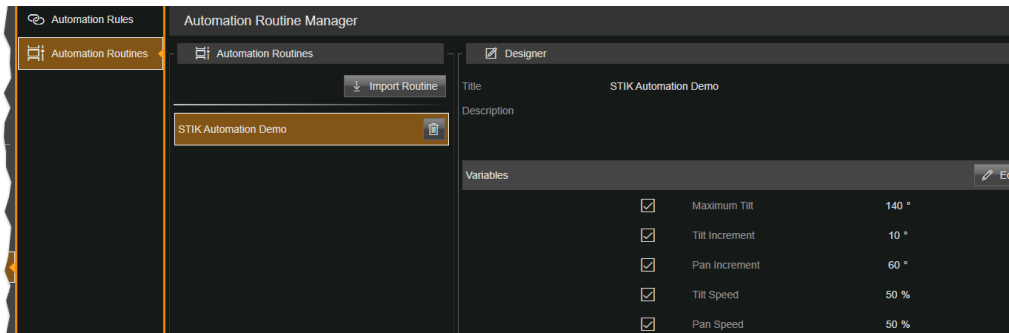 Automation Rules
Automation Routines
Automation Routine Manager
Automation Routines
Import Routine
STIK Automation Demo
Designer
Title STIK Automation Demo
Description
Variables
Maximum Tilt 140 °
Tilt Increment 10 °
Pan Increment 60 °
Tilt Speed 50 %
Pan Speed 50 %